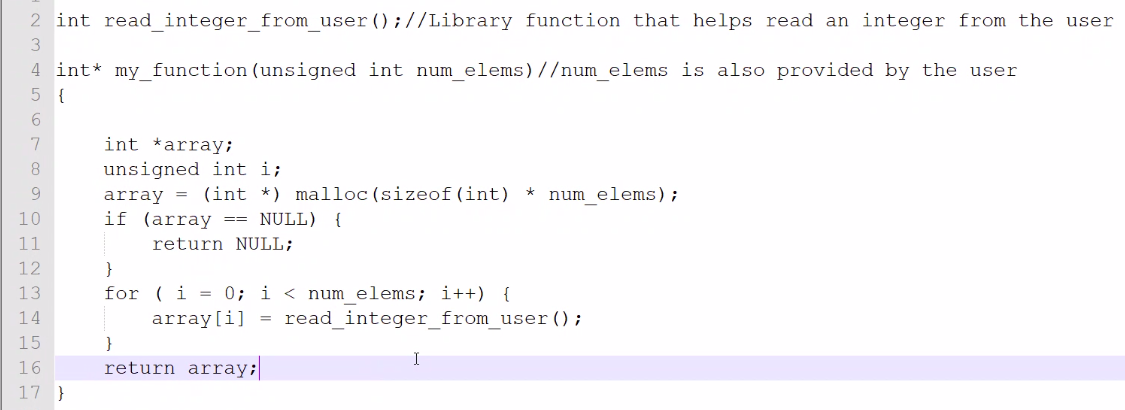 2 int read_integer_from_user();//Library function that helps read an integer from the user
3
4 int* my_function(unsigned int num_elems)//num_elems is also provided by the user
5 {
6
7     int *array;
8     unsigned int i;
9     array = (int *) malloc(sizeof(int) * num_elems);
10     if (array == NULL) {
11         return NULL;
12     }
13     for ( i = 0; i < num_elems; i++) {
14         array[i] = read_integer_from_user();
15     }
16     return array;
17 }